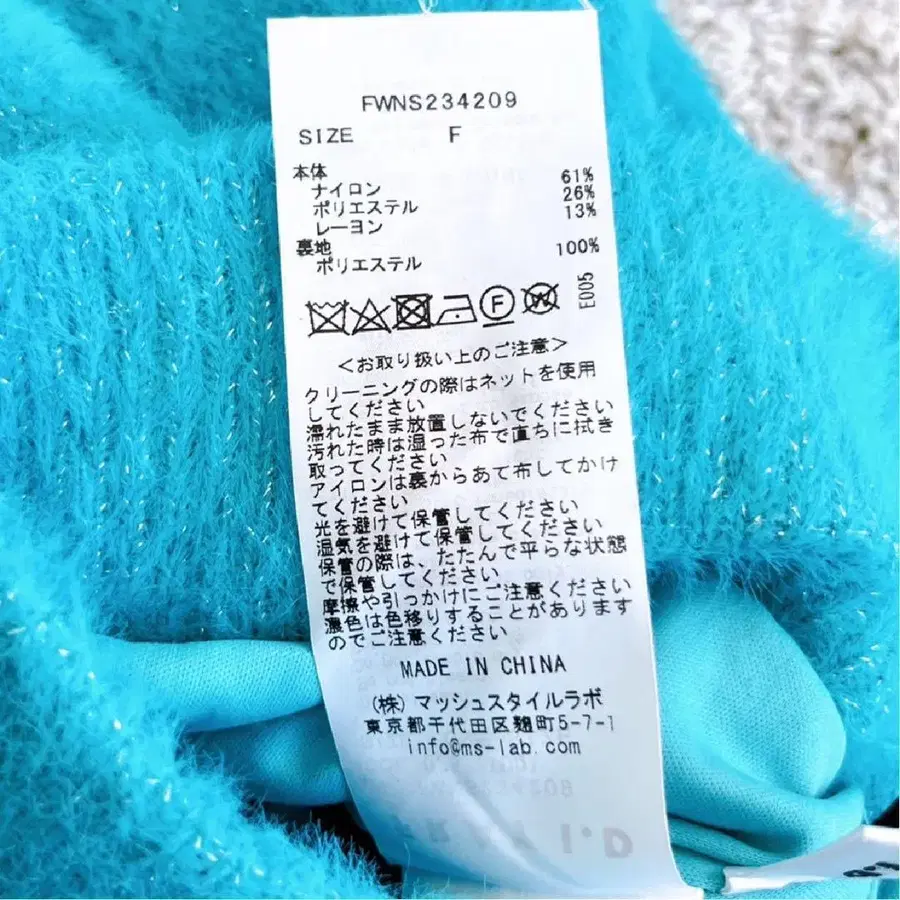 FWNS234209
SIZE F
本体
ナイロン 61%
ポリエステル 26%
レーヨン 13%
裏地
ポリエステル 100%
F
W
E005
<お取り扱い上のご注意>
クリーニングの際はネットを使用
してください
濡れたまま放置しないでください
汚れた時は湿った布で直ちに拭き
取ってください
アイロンは裏からあて布してかけ
てください
光を避けて保管してください
湿気を避けて保管してください
保管の際は、たたんで平らな状態
で保管してください
摩擦や引っかけにご注意ください
濃色は色移りすることがあります
のでご注意ください
MADE IN CHINA
(株)マッシュスタイルラボ
東京都千代田区麹町5-7-1
info@ms-lab.com